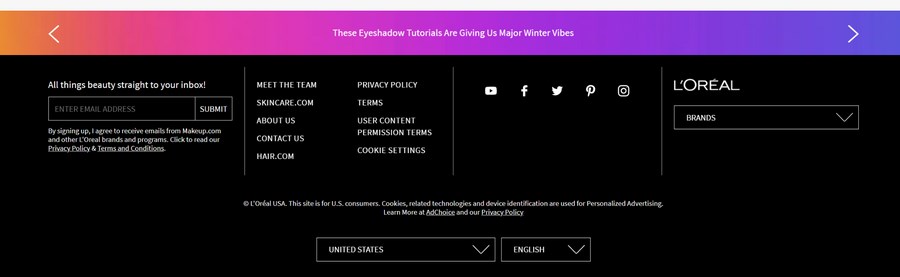 These Eyeshadow Tutorials Are Giving Us Major Winter Vibes
All things beauty straight to your inbox!
ENTER EMAIL ADDRESS
SUBMIT
By signing up, I agree to receive emails from Makeup.com
and other L'Oreal brands and programs. Click to read our
Privacy Policy & Terms and Conditions.
MEET THE TEAM
SKINCARE.COM
ABOUT US
CONTACT US
HAIR.COM
PRIVACY POLICY
TERMS
USER CONTENT
PERMISSION TERMS
COOKIE SETTINGS
L'ORÉAL
BRANDS
© L'Oréal USA. This site is for U.S. consumers. Cookies, related technologies and device identification are used for Personalized Advertising.
Learn More at AdChoice and our Privacy Policy
UNITED STATES
ENGLISH